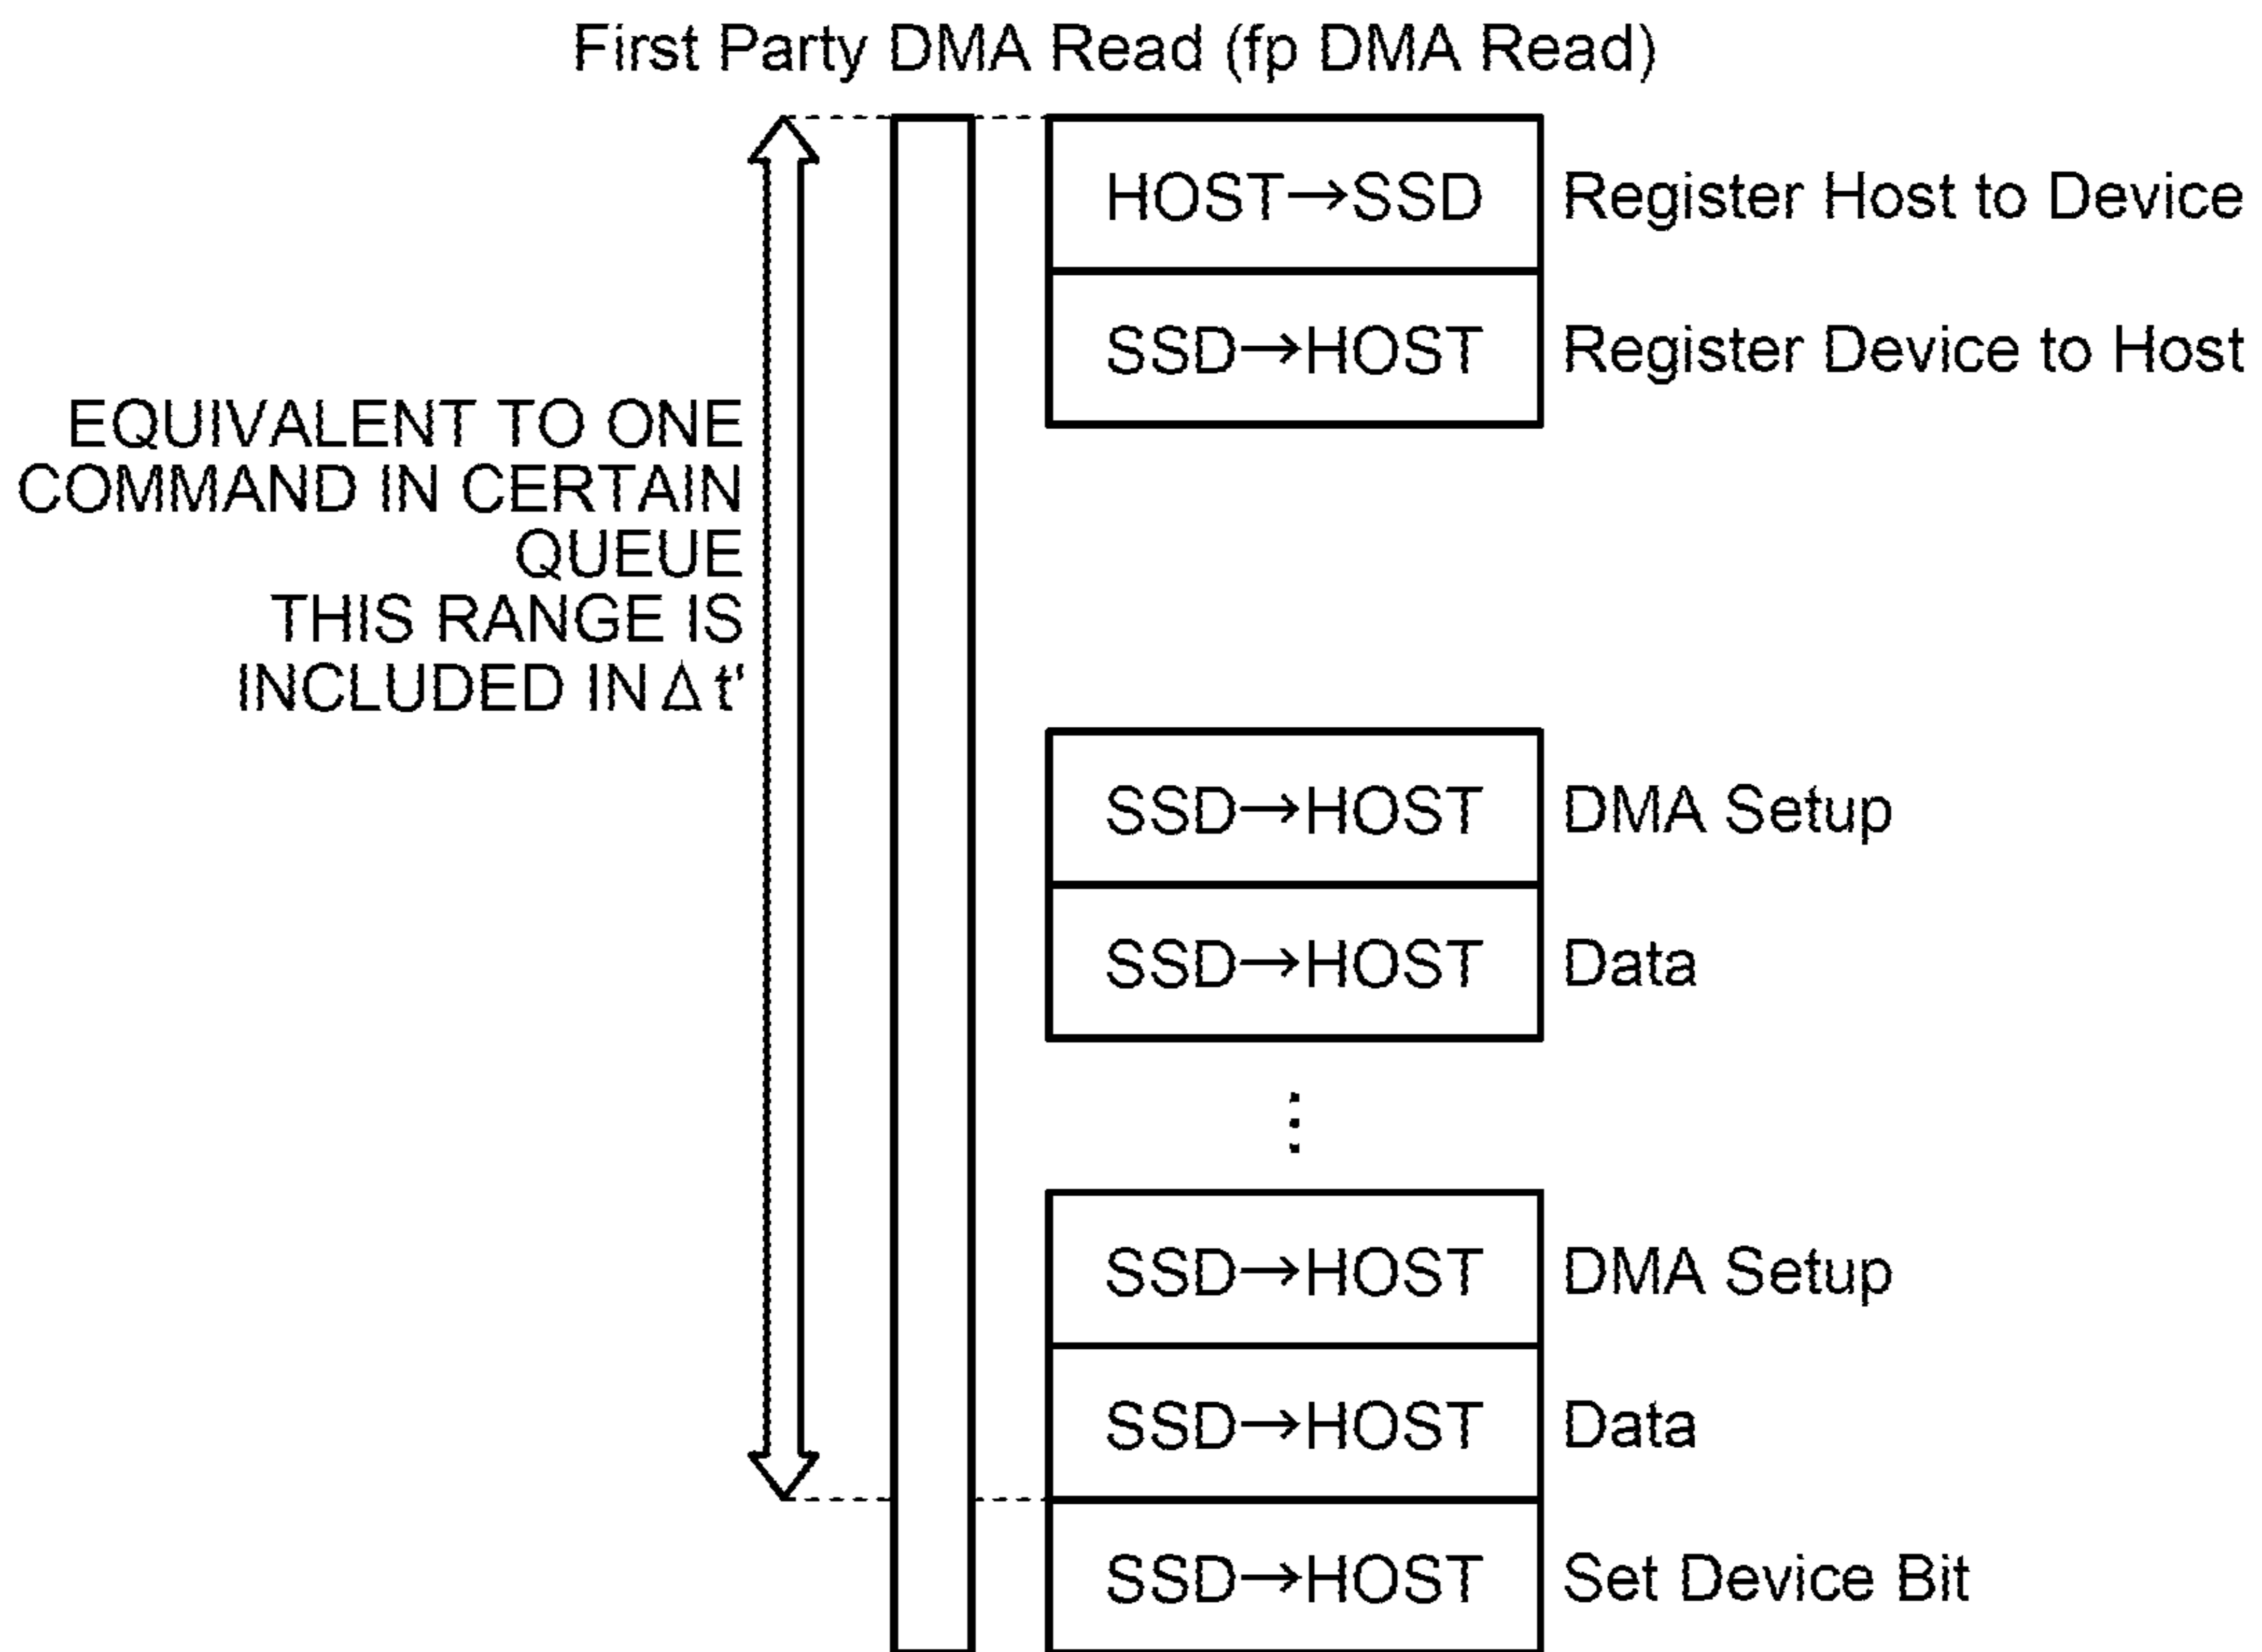 First Party DMA Read (fp DMA Read)
HOST→SSD Register Host to Device
SSD→HOST Register Device to Host
EQUIVALENT TO ONE
COMMAND IN CERTAIN
QUEUE
THIS RANGE IS
INCLUDED IN Δt'
SSD→HOST DMA Setup
SSD→HOST Data
⋮
SSD→HOST DMA Setup
SSD→HOST Data
SSD→HOST Set Device Bit